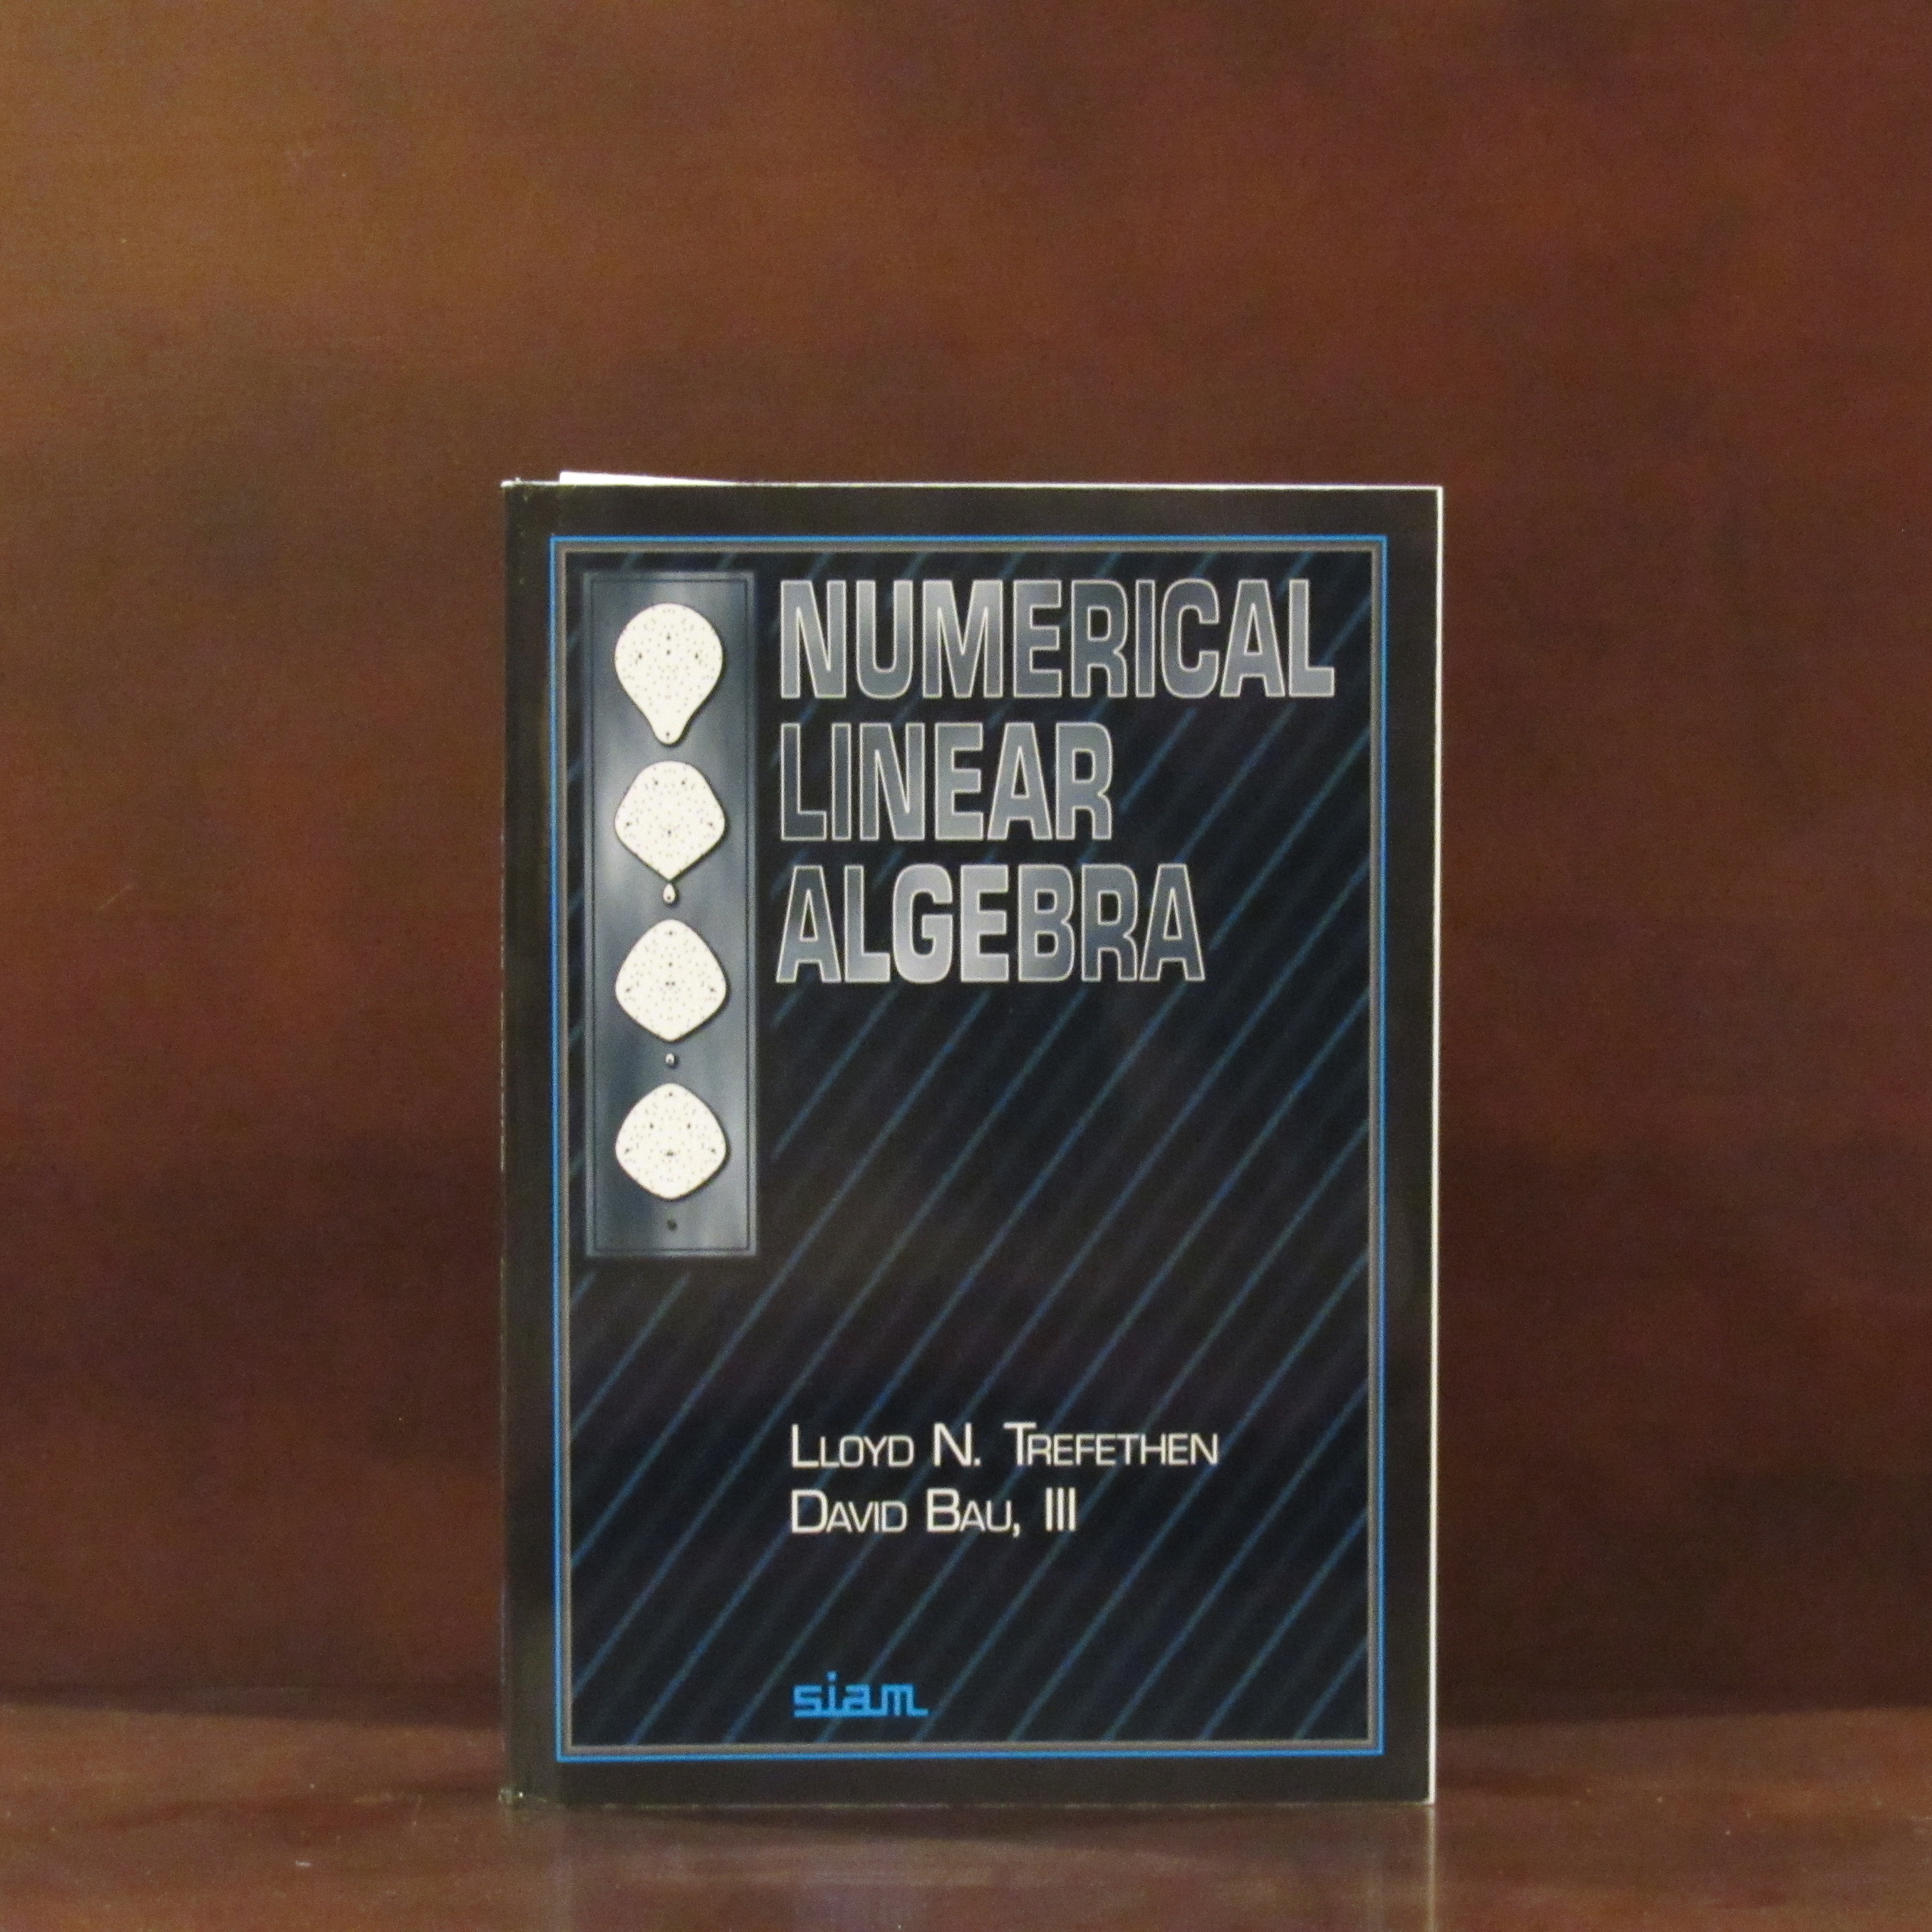 NUMERICAL
LINEAR
ALGEBRA
LLOYD N. TREFETHEN
DAVID BAU, III
siam